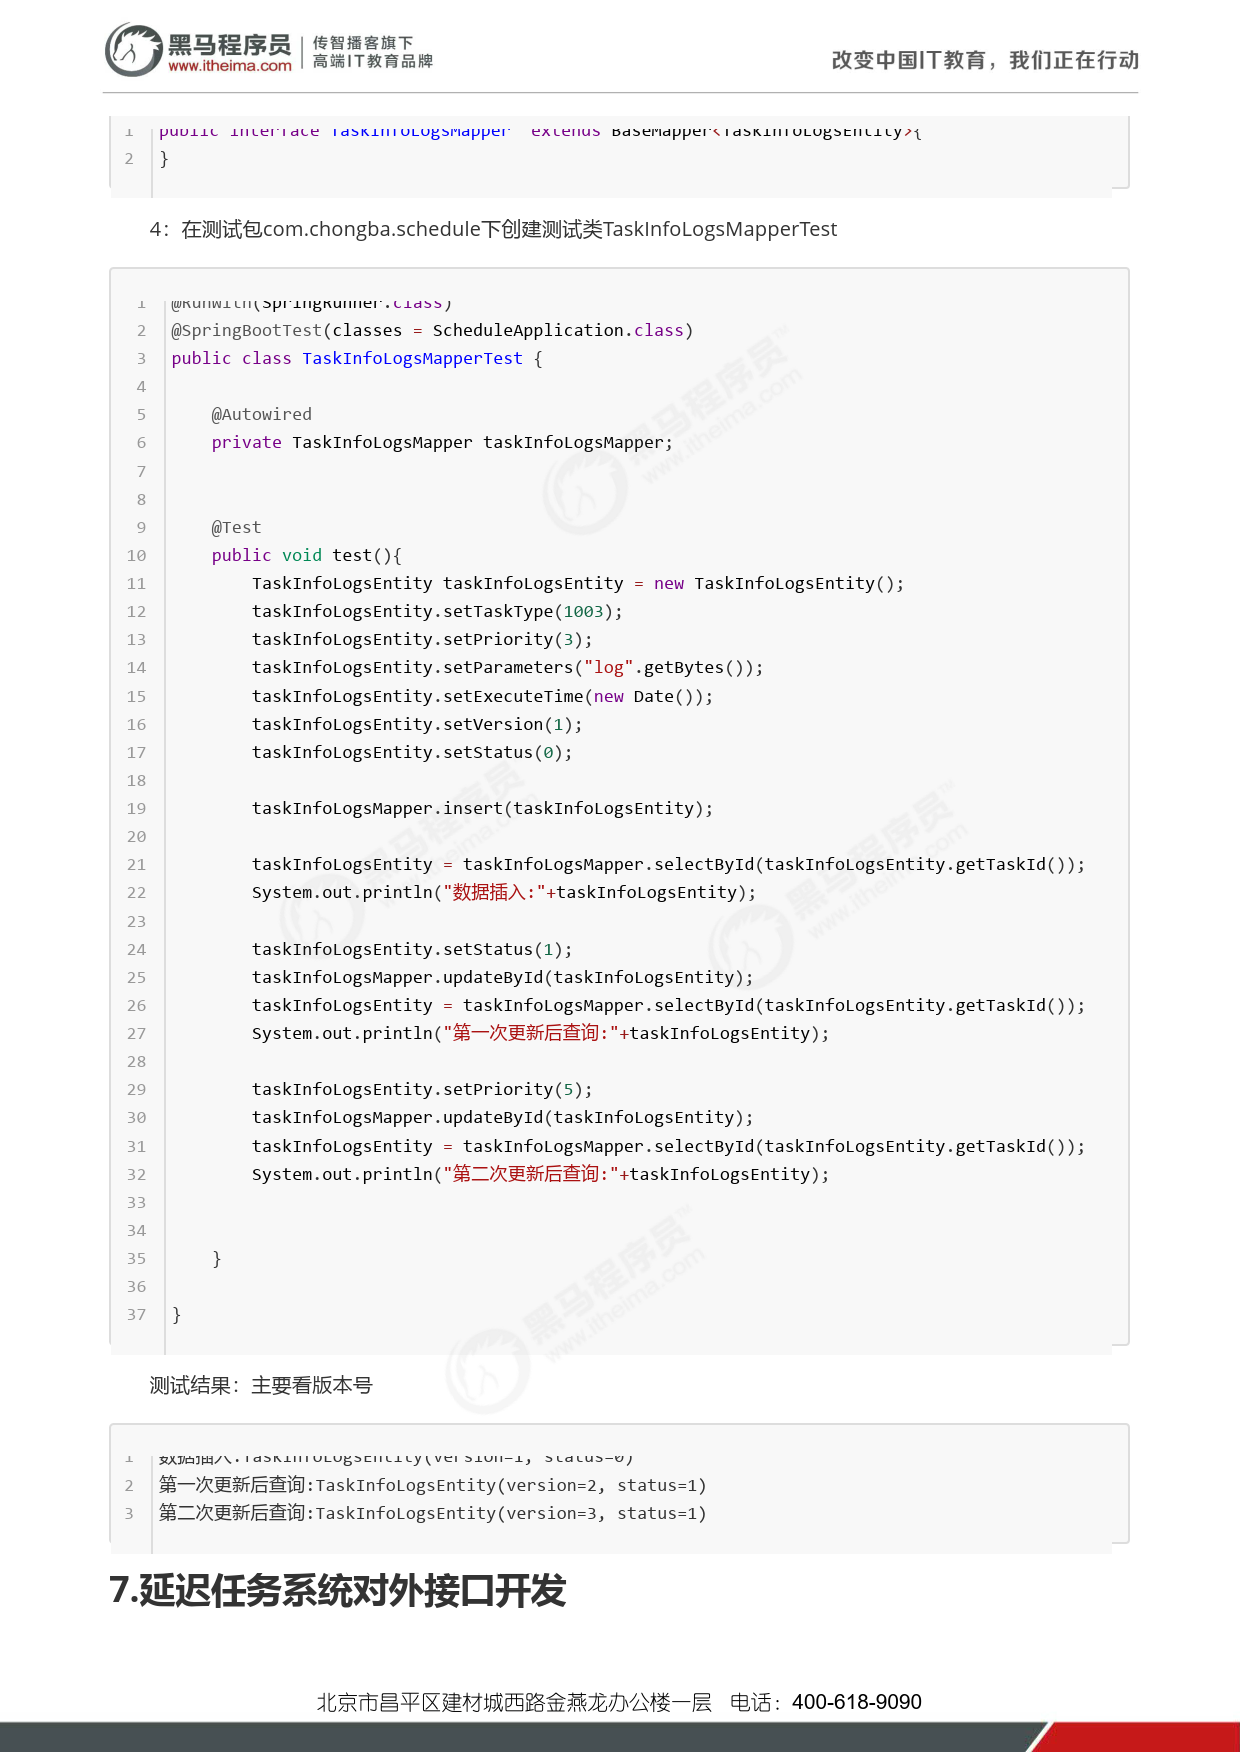 黑马程序员
www.itheima.com
传智播客旗下
高端IT教育品牌
改变中国IT教育，我们正在行动
1 public interface TaskInfoLogsMapper  extends BaseMapper<TaskInfoLogsEntity>{
2 }
4：在测试包com.chongba.schedule下创建测试类TaskInfoLogsMapperTest
1 @RunWith(SpringRunner.class)
2 @SpringBootTest(classes = ScheduleApplication.class)
3 public class TaskInfoLogsMapperTest {
4
5     @Autowired
6     private TaskInfoLogsMapper taskInfoLogsMapper;
7
8
9     @Test
10     public void test(){
11         TaskInfoLogsEntity taskInfoLogsEntity = new TaskInfoLogsEntity();
12         taskInfoLogsEntity.setTaskType(1003);
13         taskInfoLogsEntity.setPriority(3);
14         taskInfoLogsEntity.setParameters("log".getBytes());
15         taskInfoLogsEntity.setExecuteTime(new Date());
16         taskInfoLogsEntity.setVersion(1);
17         taskInfoLogsEntity.setStatus(0);
18
19         taskInfoLogsMapper.insert(taskInfoLogsEntity);
20
21         taskInfoLogsEntity = taskInfoLogsMapper.selectById(taskInfoLogsEntity.getTaskId());
22         System.out.println("数据插入:"+taskInfoLogsEntity);
23
24         taskInfoLogsEntity.setStatus(1);
25         taskInfoLogsMapper.updateById(taskInfoLogsEntity);
26         taskInfoLogsEntity = taskInfoLogsMapper.selectById(taskInfoLogsEntity.getTaskId());
27         System.out.println("第一次更新后查询:"+taskInfoLogsEntity);
28
29         taskInfoLogsEntity.setPriority(5);
30         taskInfoLogsMapper.updateById(taskInfoLogsEntity);
31         taskInfoLogsEntity = taskInfoLogsMapper.selectById(taskInfoLogsEntity.getTaskId());
32         System.out.println("第二次更新后查询:"+taskInfoLogsEntity);
33
34
35     }
36
37 }
测试结果：主要看版本号
1 数据插入:TaskInfoLogsEntity(version=1, status=0)
2 第一次更新后查询:TaskInfoLogsEntity(version=2, status=1)
3 第二次更新后查询:TaskInfoLogsEntity(version=3, status=1)
7.延迟任务系统对外接口开发
北京市昌平区建材城西路金燕龙办公楼一层   电话：400-618-9090